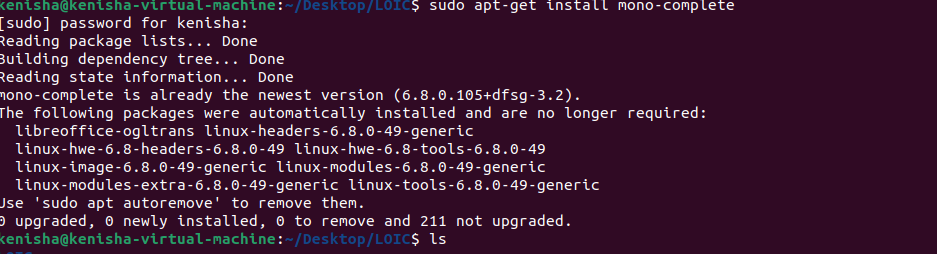 kenisha@kenisha-virtual-machine:~/Desktop/LOIC$ sudo apt-get install mono-complete
[sudo] password for kenisha:
Reading package lists... Done
Building dependency tree... Done
Reading state information... Done
mono-complete is already the newest version (6.8.0.105+dfsg-3.2).
The following packages were automatically installed and are no longer required:
  libreoffice-ogltrans linux-headers-6.8.0-49-generic
  linux-hwe-6.8-headers-6.8.0-49 linux-hwe-6.8-tools-6.8.0-49
  linux-image-6.8.0-49-generic linux-modules-6.8.0-49-generic
  linux-modules-extra-6.8.0-49-generic linux-tools-6.8.0-49-generic
Use 'sudo apt autoremove' to remove them.
0 upgraded, 0 newly installed, 0 to remove and 211 not upgraded.
kenisha@kenisha-virtual-machine:~/Desktop/LOIC$ ls